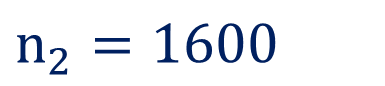 n₂ = 1600